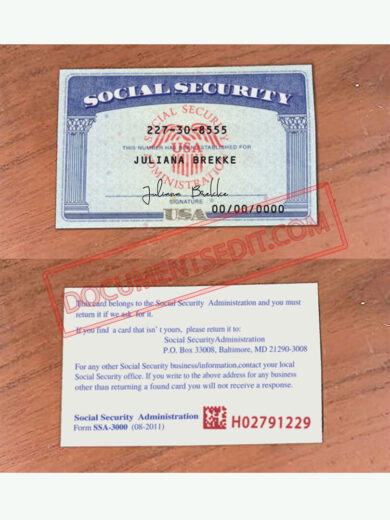 SOCIAL SECURITY
SOCIAL SECURITY
227-30-8555
THIS NUMBER HAS BEEN ESTABLISHED FOR
USA
JULIANA BREKKE
ADMINISTRATION
Juliana Brekke
SIGNATURE
USA 00/00/0000
DOCUMENTSEDIT.COM
This card belongs to the Social Security Administration and you must
return it if we ask for it.
If you find a card that isn't yours, please return it to:
Social SecurityAdministration
P.O. Box 33008, Baltimore, MD 21290-3008
For any other Social Security business/information,contact your local
Social Security office. If you write to the above address for any business
other than returning a found card you will not receive a response.
Social Security Administration
Form SSA-3000 (08-2011)
H02791229